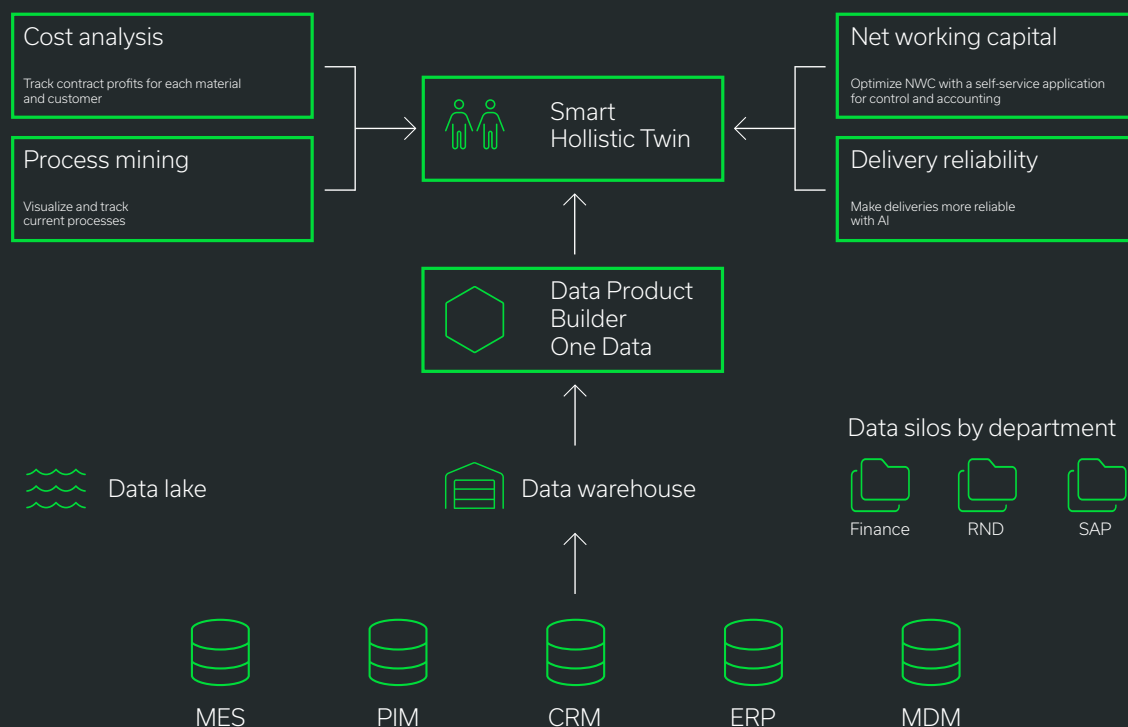 Cost analysis
Track contract profits for each material
and customer
Process mining
Visualize and track
current processes
Smart
Hollistic Twin
Net working capital
Optimize NWC with a self-service application
for control and accounting
Delivery reliability
Make deliveries more reliable
with AI
Data Product
Builder
One Data
Data lake
Data warehouse
Data silos by department
Finance
RND
SAP
MES
PIM
CRM
ERP
MDM